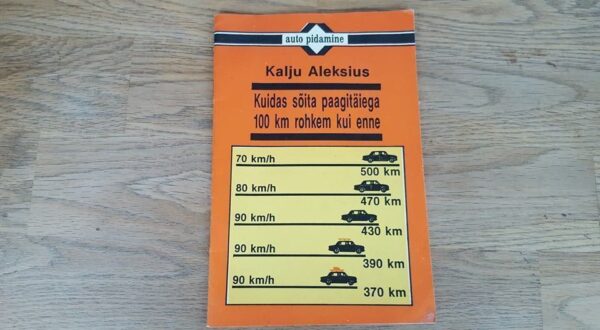 auto pidamine
Kalju Aleksius
Kuidas sõita paagitäiega
100 km rohkem kui enne
70 km/h
500 km
80 km/h
470 km
90 km/h
430 km
90 km/h
390 km
90 km/h
370 km